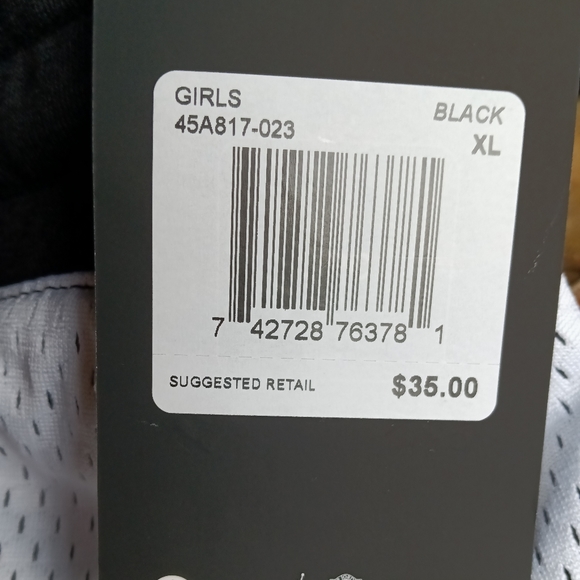 GIRLS
BLACK
45A817-023
XL
7 42728 76378 1
SUGGESTED RETAIL $35.00